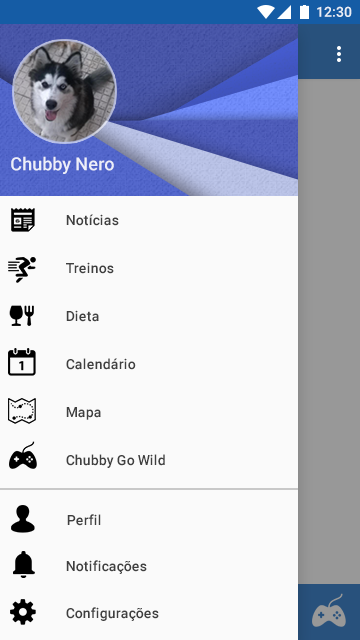 12:30
Chubby Nero
Notícias
Treinos
Dieta
1
Calendário
Mapa
Chubby Go Wild
Perfil
Notificações
Configurações